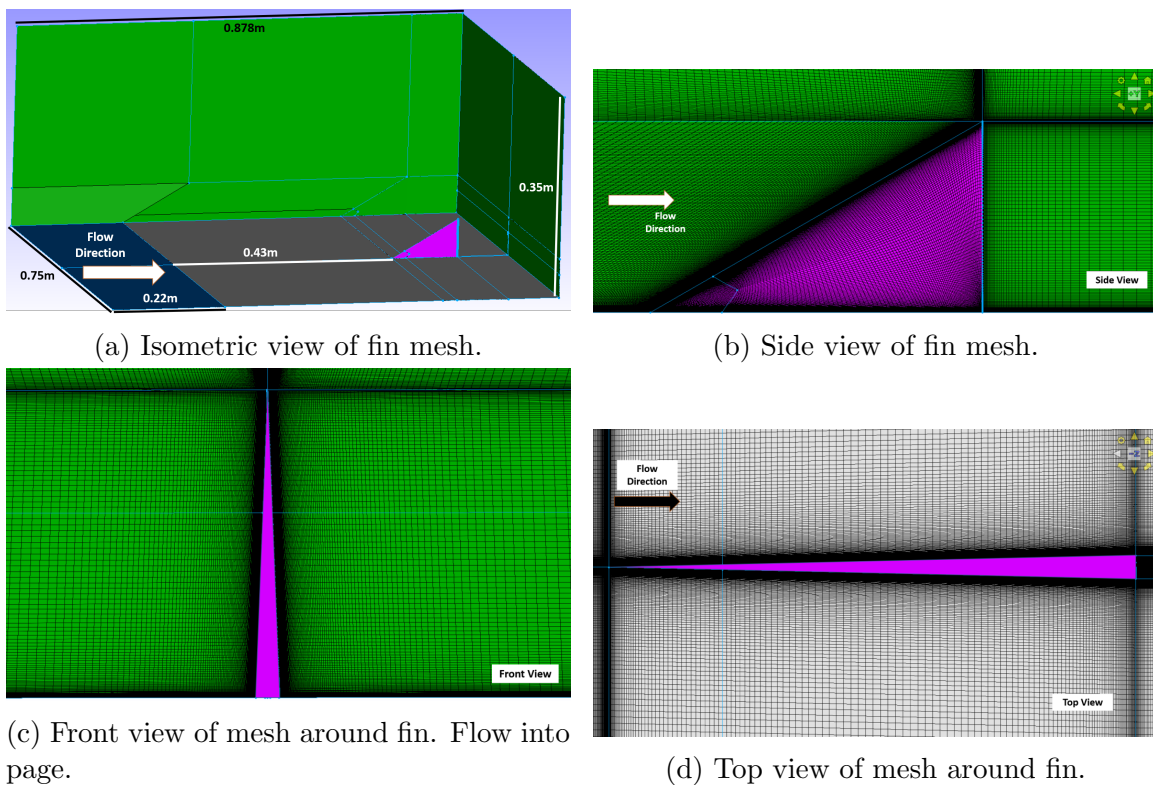 0.878m
0.35m
Flow
Direction
0.43m
0.75m
0.22m
(a) Isometric view of fin mesh.
+Y
Flow
Direction
Side View
(b) Side view of fin mesh.
Front View
(c) Front view of mesh around fin. Flow into
page.
-Z
Flow
Direction
Top View
(d) Top view of mesh around fin.